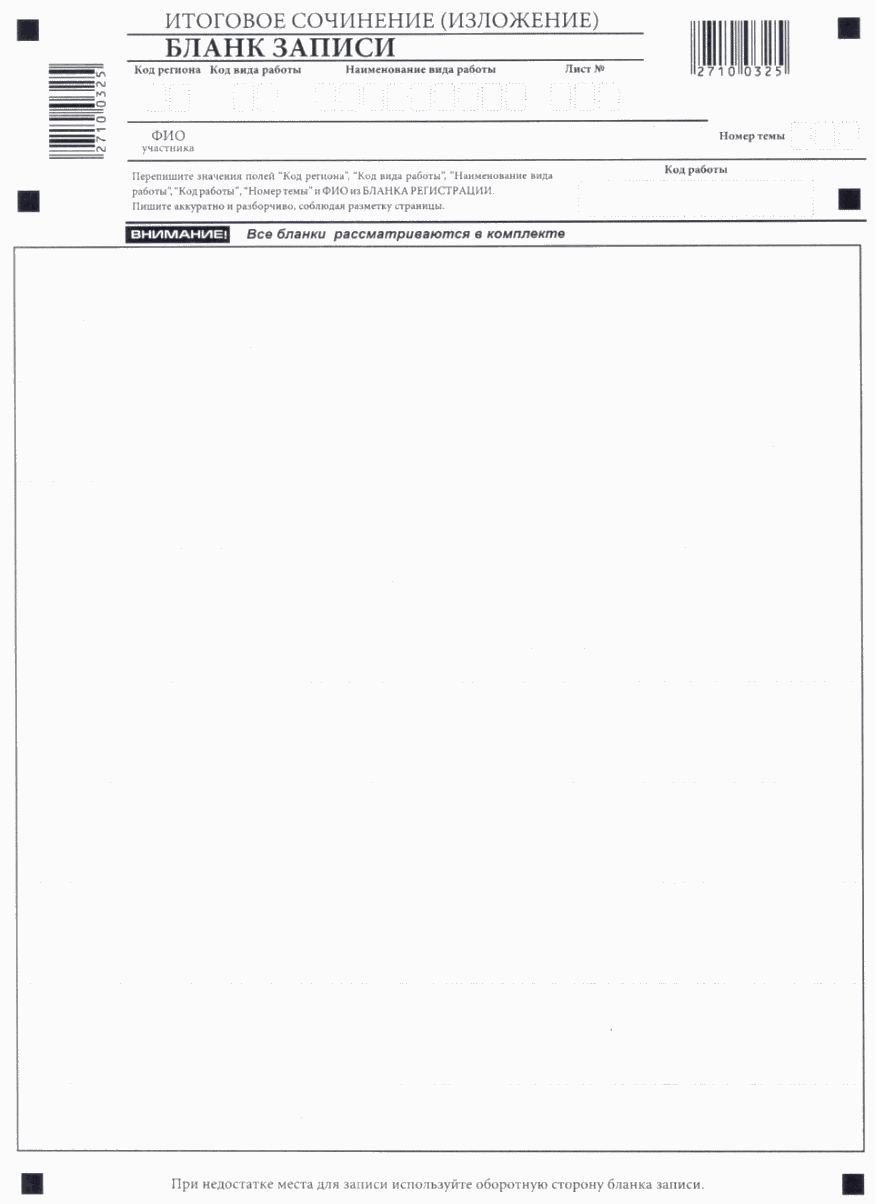 ИТОГОВОЕ СОЧИНЕНИЕ (ИЗЛОЖЕНИЕ)
БЛАНК ЗАПИСИ
2710 0325
2710 0325
Код региона Код вида работы Наименование вида работы Лист №
ФИО
участника
Номер темы
Код работы
Перепишите значения полей "Код региона", "Код вида работы", "Наименование вида
работы", "Код работы", "Номер темы" и ФИО из БЛАНКА РЕГИСТРАЦИИ.
Пишите аккуратно и разборчиво, соблюдая разметку страницы.
ВНИМАНИЕ! Все бланки рассматриваются в комплекте
При недостатке места для записи используйте оборотную сторону бланка записи.